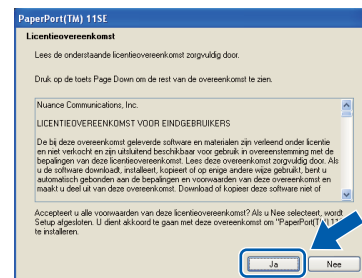 PaperPort(TM) 11SE
Licentieovereenkomst
Lees de onderstaande licentieovereenkomst zorgvuldig door.
Druk op de toets Page Down om de rest van de overeenkomst te zien.
Nuance Communications, Inc.
LICENTIEOVEREENKOMST VOOR EINDGEBRUIKERS
De bij deze overeenkomst geleverde software en materialen zijn verleend onder licentie
en niet verkocht en zijn uitsluitend beschikbaar voor gebruik in overeenstemming met de
bepalingen van deze licentieovereenkomst. Lees deze overeenkomst zorgvuldig door. Als
u de software downloadt, installeert, kopieert of op enige andere wijze gebruikt, bent u
automatisch gebonden aan de bepalingen en voorwaarden van deze overeenkomst en
maakt u deel uit van deze overeenkomst. Download of kopieer deze software niet of
Accepteert u alle voorwaarden van deze licentieovereenkomst? Als u Nee selecteert, wordt
Setup afgesloten. U dient akkoord te gaan met deze overeenkomst om "PaperPort(TM) 11
te installeren.
Ja
Nee